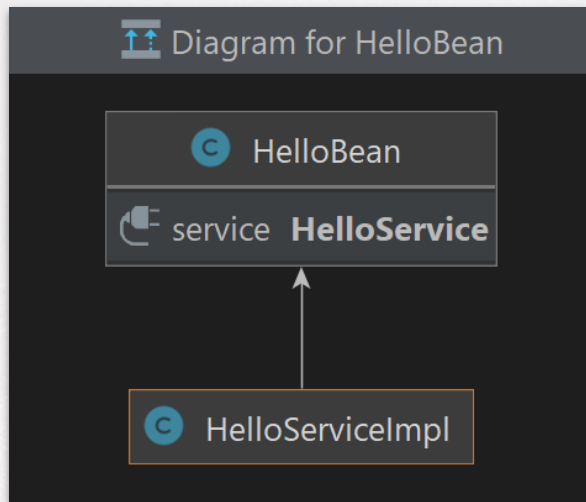 Diagram for HelloBean
C HelloBean
service HelloService
C HelloServiceImpl